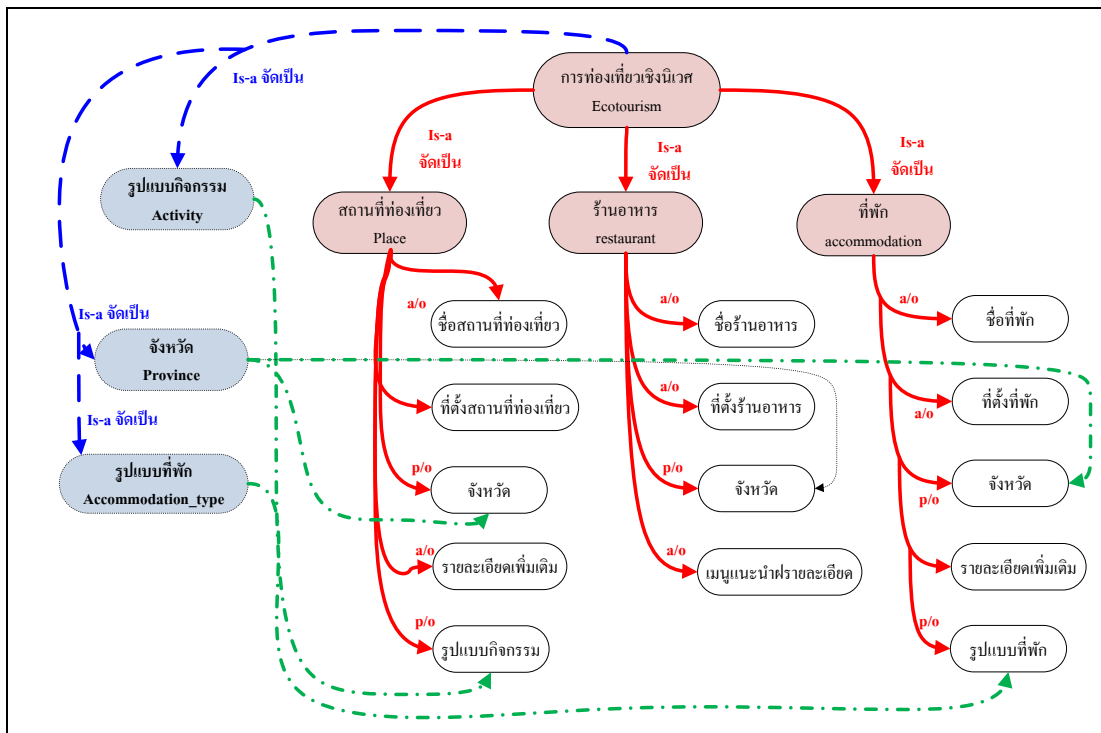 การท่องเที่ยวเชิงนิเวศ
Ecotourism
Is-a จัดเป็น
Is-a
จัดเป็น
Is-a
จัดเป็น
Is-a
จัดเป็น
รูปแบบกิจกรรม
Activity
สถานที่ท่องเที่ยว
Place
ร้านอาหาร
restaurant
ที่พัก
accommodation
a/o
ชื่อสถานที่ท่องเที่ยว
a/o
ชื่อร้านอาหาร
a/o
ชื่อที่พัก
Is-a จัดเป็น
จังหวัด
Province
ที่ตั้งสถานที่ท่องเที่ยว
a/o
ที่ตั้งร้านอาหาร
a/o
ที่ตั้งที่พัก
Is-a จัดเป็น
รูปแบบที่พัก
Accommodation_type
p/o
จังหวัด
p/o
จังหวัด
p/o
จังหวัด
a/o
รายละเอียดเพิ่มเติม
a/o
เมนูแนะนำฝรายละเอียด
รายละเอียดเพิ่มเติม
p/o
รูปแบบกิจกรรม
p/o
รูปแบบที่พัก